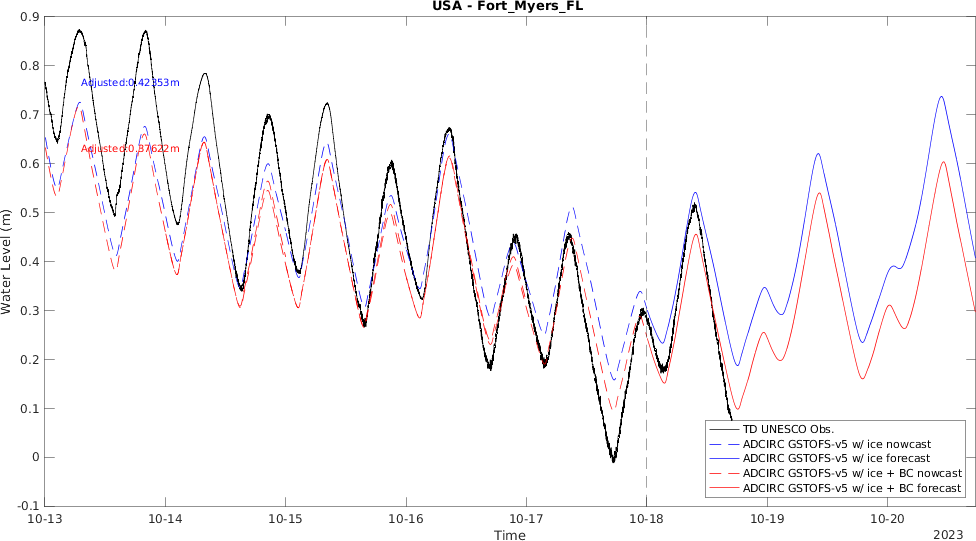 USA - Fort_Myers_FL
0.9
0.8
Adjusted:0.42353m
0.7
Adjusted:0.37622m
0.6
0.5
0.4
0.3
0.2
0.1
0
-0.1
Water Level (m)
TD UNESCO Obs.
ADCIRC GSTOFS-v5 w/ ice nowcast
ADCIRC GSTOFS-v5 w/ ice forecast
ADCIRC GSTOFS-v5 w/ ice + BC nowcast
ADCIRC GSTOFS-v5 w/ ice + BC forecast
10-13 10-14 10-15 10-16 10-17 10-18 10-19 10-20
Time
2023